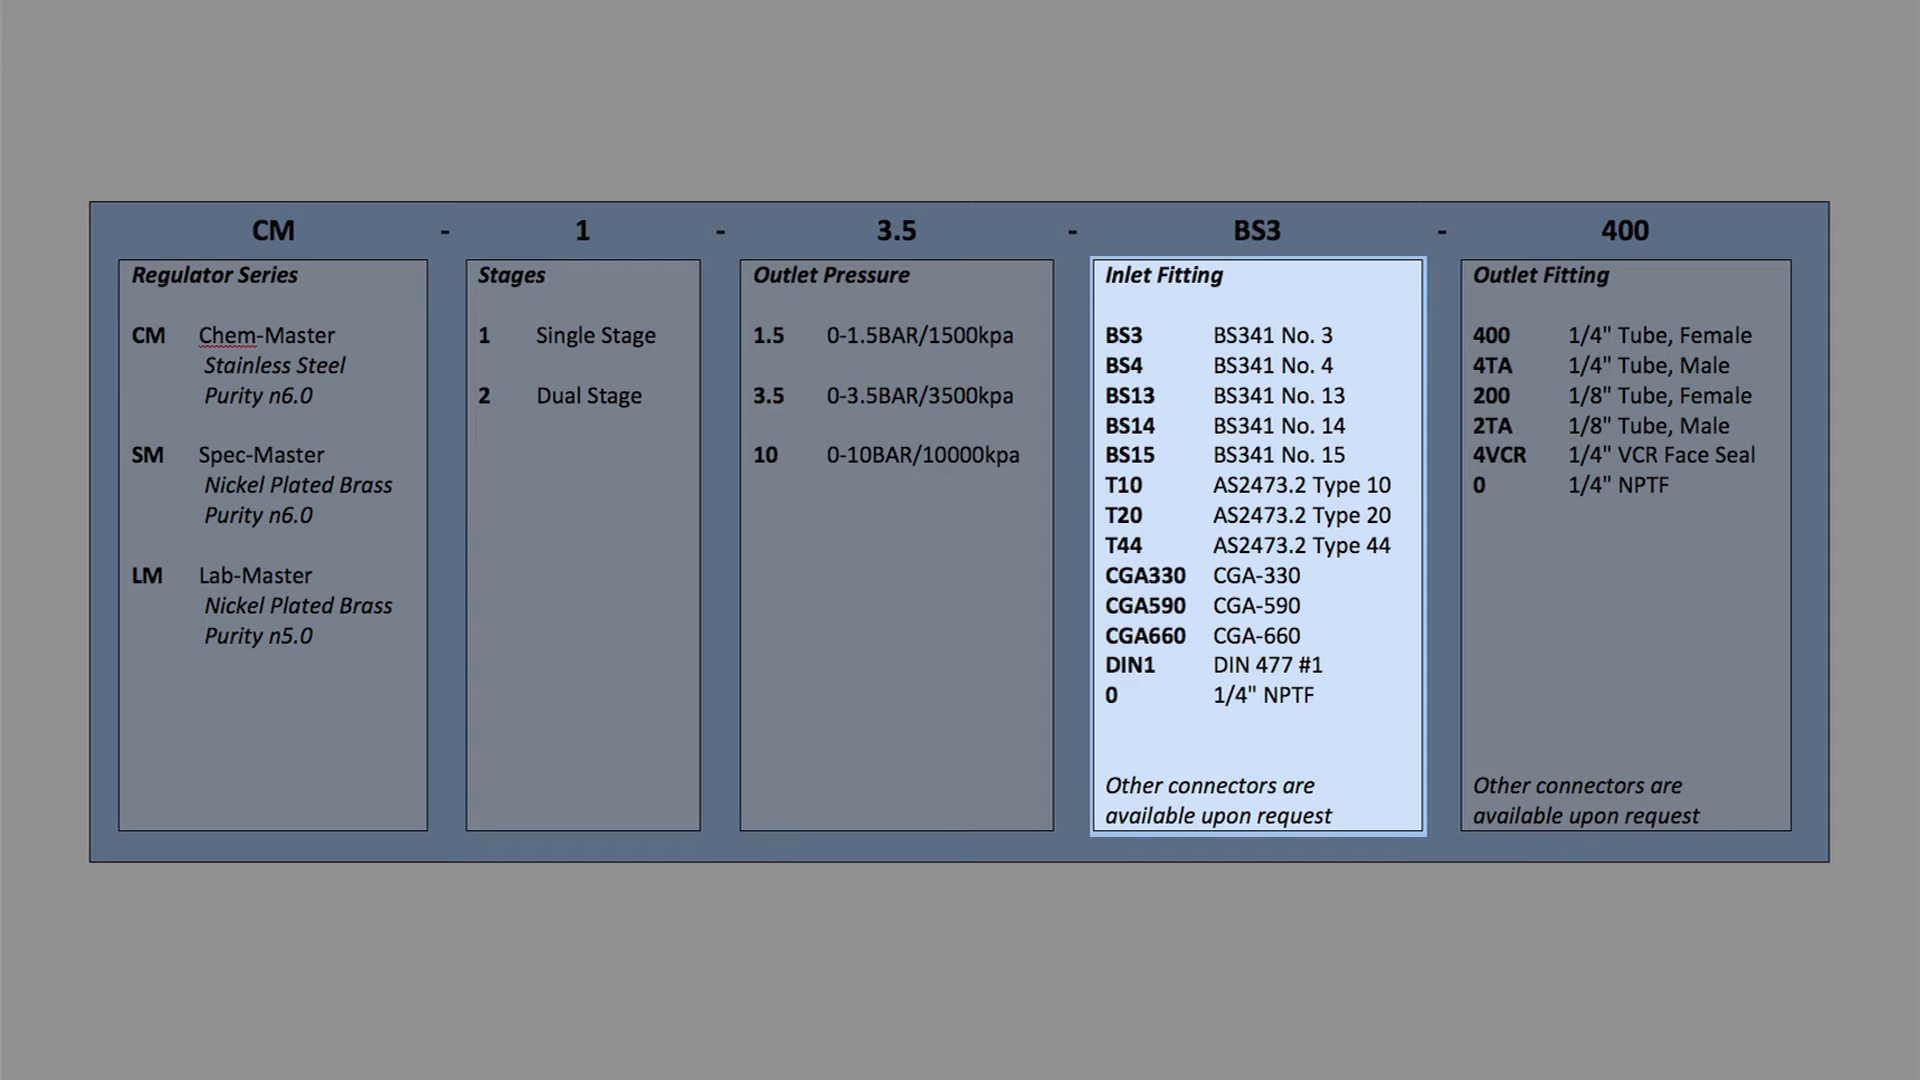 CM - 1 - 3.5 - BS3 - 400
Regulator Series
CM Chem-Master
Stainless Steel
Purity n6.0
SM Spec-Master
Nickel Plated Brass
Purity n6.0
LM Lab-Master
Nickel Plated Brass
Purity n5.0
Stages
1 Single Stage
2 Dual Stage
Outlet Pressure
1.5 0-1.5BAR/1500kpa
3.5 0-3.5BAR/3500kpa
10 0-10BAR/10000kpa
Inlet Fitting
BS3 BS341 No. 3
BS4 BS341 No. 4
BS13 BS341 No. 13
BS14 BS341 No. 14
BS15 BS341 No. 15
T10 AS2473.2 Type 10
T20 AS2473.2 Type 20
T44 AS2473.2 Type 44
CGA330 CGA-330
CGA590 CGA-590
CGA660 CGA-660
DIN1 DIN 477 #1
0 1/4" NPTF
Other connectors are
available upon request
Outlet Fitting
400 1/4" Tube, Female
4TA 1/4" Tube, Male
200 1/8" Tube, Female
2TA 1/8" Tube, Male
4VCR 1/4" VCR Face Seal
0 1/4" NPTF
Other connectors are
available upon request